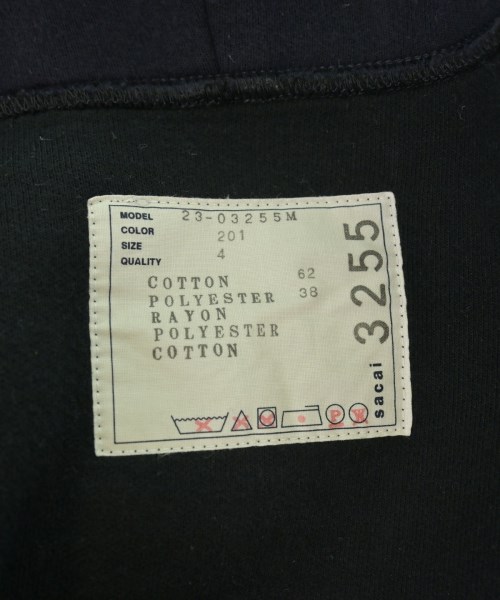 MODEL 23-03255M
COLOR 201
SIZE 4
QUALITY
COTTON 62
POLYESTER 38
RAYON
POLYESTER
COTTON
P W
sacai 3255